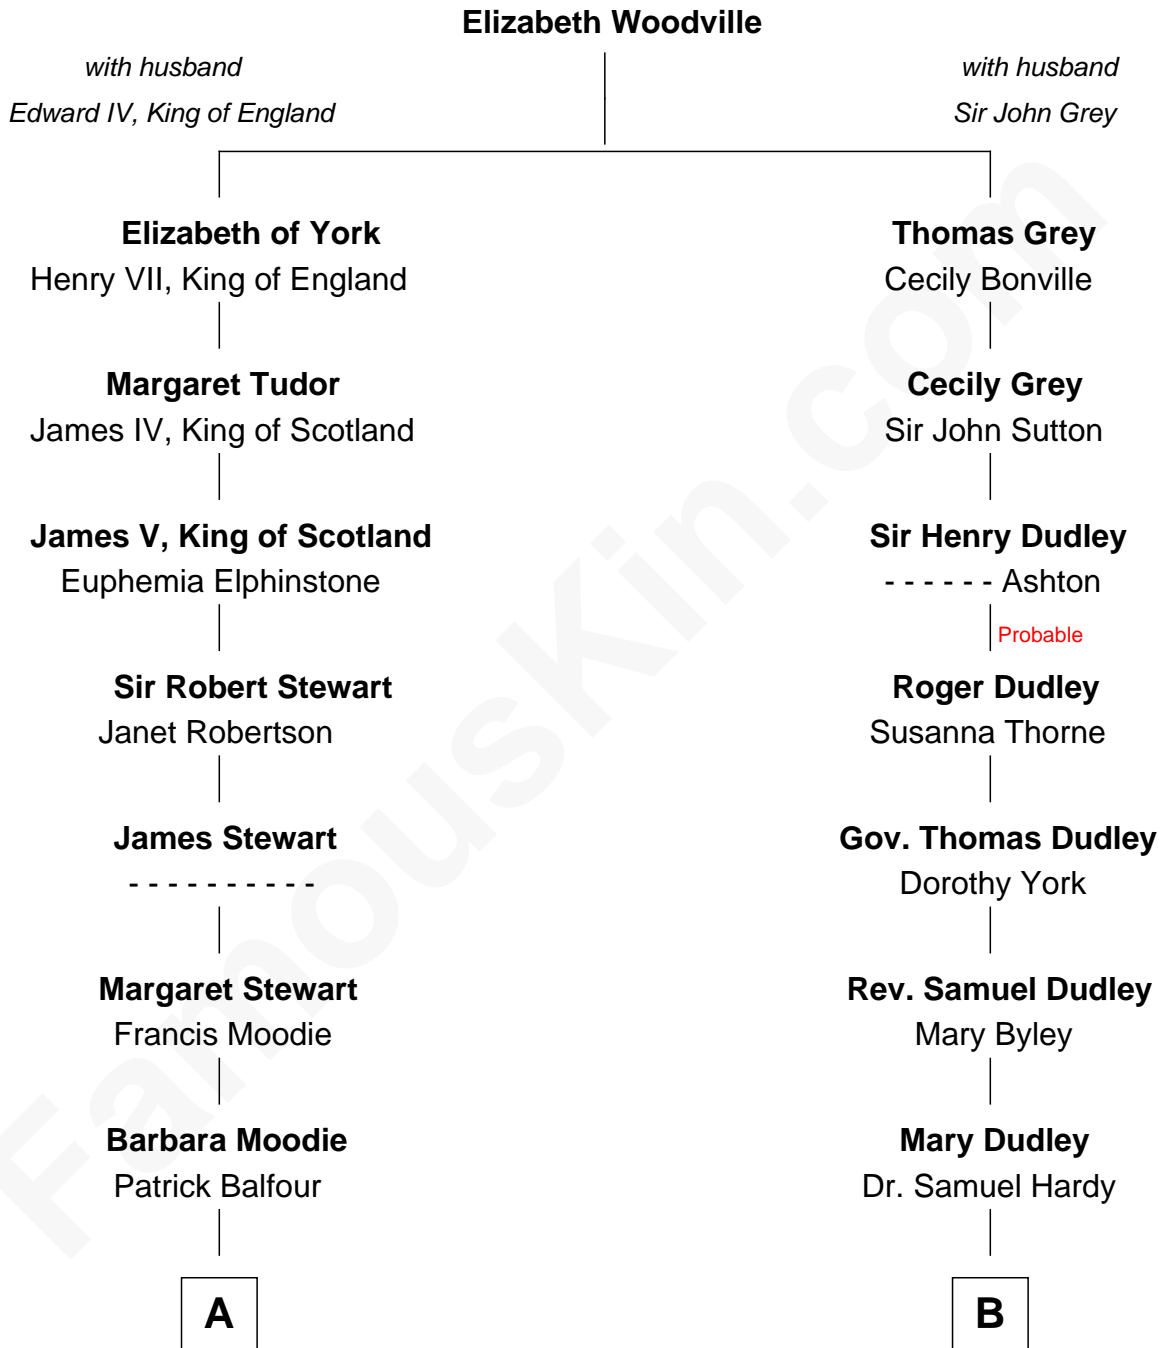 Elizabeth Woodville
with husband
Edward IV, King of England
with husband
Sir John Grey
Elizabeth of York
Henry VII, King of England
Thomas Grey
Cecily Bonville
Margaret Tudor
James IV, King of Scotland
Cecily Grey
Sir John Sutton
James V, King of Scotland
Euphemia Elphinstone
Sir Henry Dudley
- - - - - - Ashton
Probable
Sir Robert Stewart
Janet Robertson
Roger Dudley
Susanna Thorne
James Stewart
- - - - - - - - - -
Gov. Thomas Dudley
Dorothy York
Margaret Stewart
Francis Moodie
Rev. Samuel Dudley
Mary Byley
Barbara Moodie
Patrick Balfour
Mary Dudley
Dr. Samuel Hardy
A
B
FamousKin.com